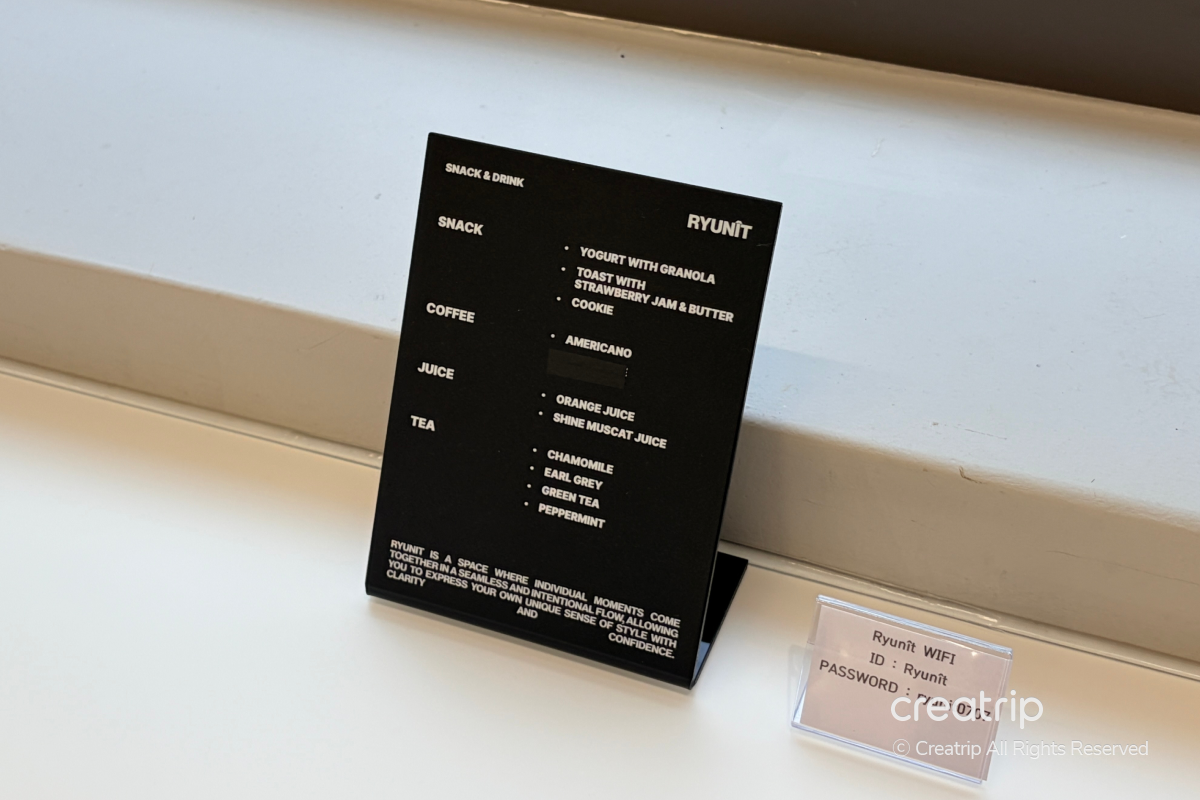 SNACK & DRINK
RYUNÎT
SNACK
• YOGURT WITH GRANOLA
• TOAST WITH
STRAWBERRY JAM & BUTTER
• COOKIE
COFFEE
• AMERICANO
JUICE
• ORANGE JUICE
• SHINE MUSCAT JUICE
TEA
• CHAMOMILE
• EARL GREY
• GREEN TEA
• PEPPERMINT
RYUNIT IS A SPACE WHERE INDIVIDUAL MOMENTS COME
TOGETHER IN A SEAMLESS AND INTENTIONAL FLOW, ALLOWING
YOU TO EXPRESS YOUR OWN UNIQUE SENSE OF STYLE WITH
CLARITY AND CONFIDENCE.
Ryunît WIFI
ID : Ryunît
PASSWORD :
creatrip
© Creatrip All Rights Reserved